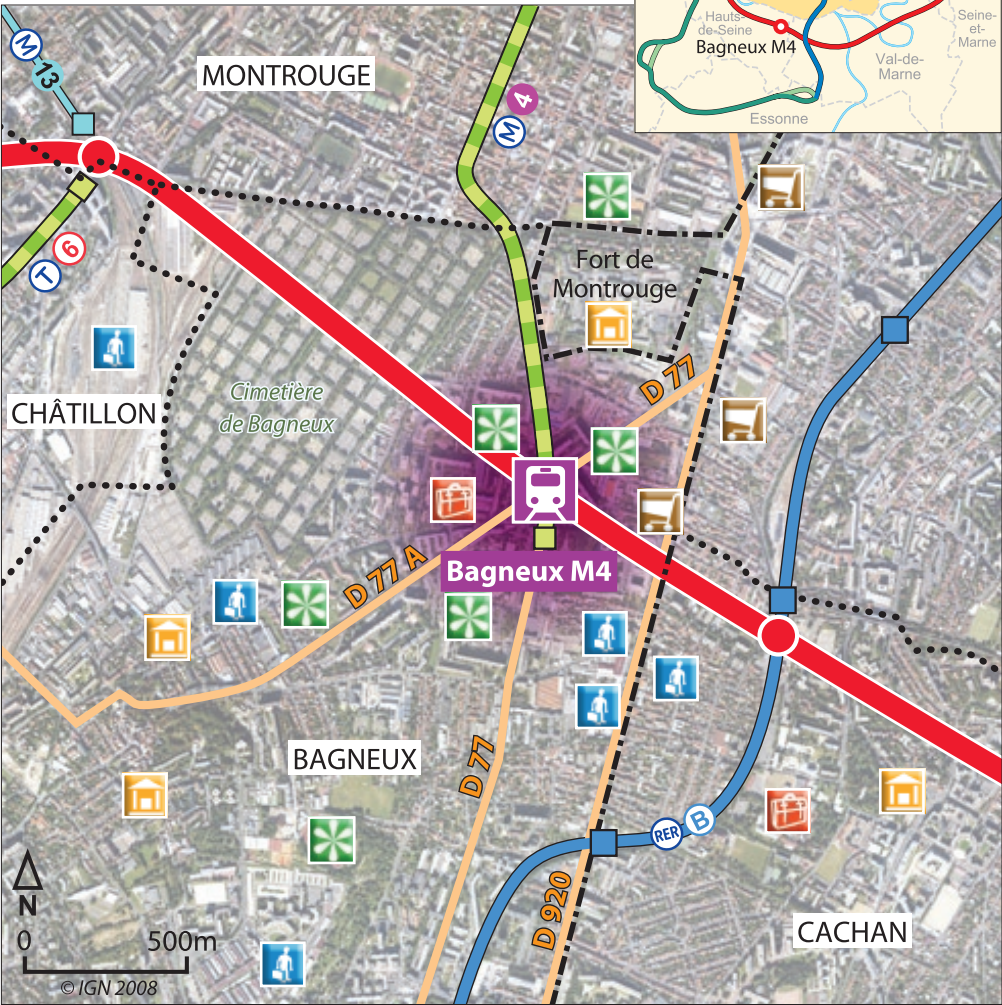 Hauts-
de-Seine
Seine-
et-
Marne
Bagneux M4
Val-de-
Marne
Essonne
M
13
MONTROUGE
4
M
6
T
Fort de
Montrouge
D 77
Cimetière
de Bagneux
CHÂTILLON
Bagneux M4
D 77 A
BAGNEUX
D 77
RER
B
D 920
CACHAN
N
0
500m
© IGN 2008